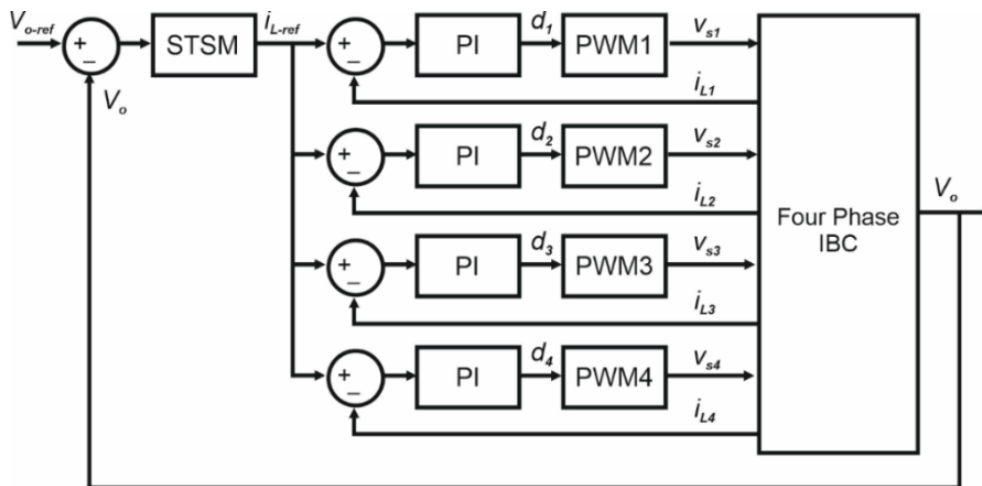 V_o-ref
+
−
STSM
i_L-ref
V_o
+
−
PI
d_1
PWM1
v_s1
i_L1
+
−
PI
d_2
PWM2
v_s2
i_L2
+
−
PI
d_3
PWM3
v_s3
i_L3
+
−
PI
d_4
PWM4
v_s4
i_L4
Four Phase
IBC
V_o